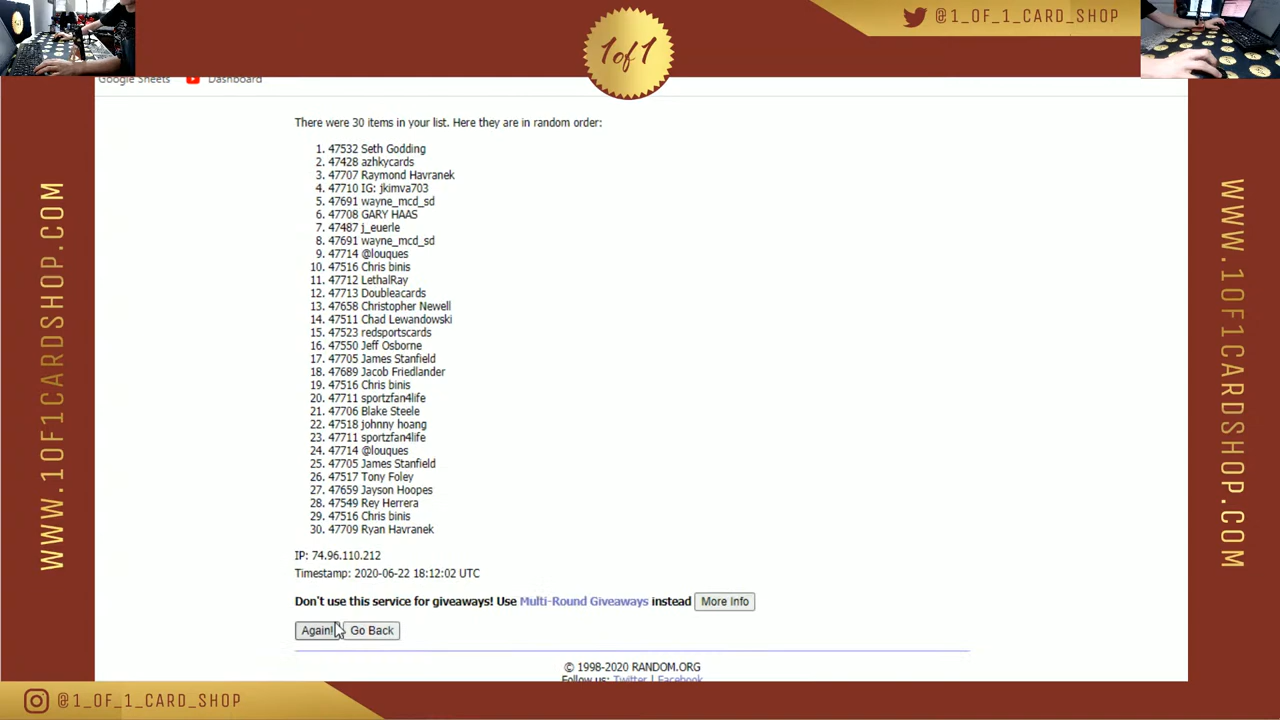 @1_OF_1_CARD_SHOP
1of1
Google Sheets Dashboard
There were 30 items in your list. Here they are in random order:
1. 47532 Seth Godding
2. 47428 azhkycards
3. 47707 Raymond Havranek
4. 47710 IG: jkimva703
5. 47691 wayne_mcd_sd
6. 47708 GARY HAAS
7. 47487 j_euerle
8. 47691 wayne_mcd_sd
9. 47714 @louques
10. 47516 Chris binis
11. 47712 LethalRay
12. 47713 Doubleacards
13. 47658 Christopher Newell
14. 47511 Chad Lewandowski
15. 47523 redsportscards
16. 47550 Jeff Osborne
17. 47705 James Stanfield
18. 47689 Jacob Friedlander
19. 47516 Chris binis
20. 47711 sportzfan4life
21. 47706 Blake Steele
22. 47518 johnny hoang
23. 47711 sportzfan4life
24. 47714 @louques
25. 47705 James Stanfield
26. 47517 Tony Foley
27. 47659 Jayson Hoopes
28. 47549 Rey Herrera
29. 47516 Chris binis
30. 47709 Ryan Havranek
IP: 74.96.110.212
Timestamp: 2020-06-22 18:12:02 UTC
Don't use this service for giveaways! Use Multi-Round Giveaways instead More Info
Again! Go Back
© 1998-2020 RANDOM.ORG
Follow us: Twitter | Facebook
WWW.1OF1CARDSHOP.COM
WWW.1OF1CARDSHOP.COM
@1_OF_1_CARD_SHOP